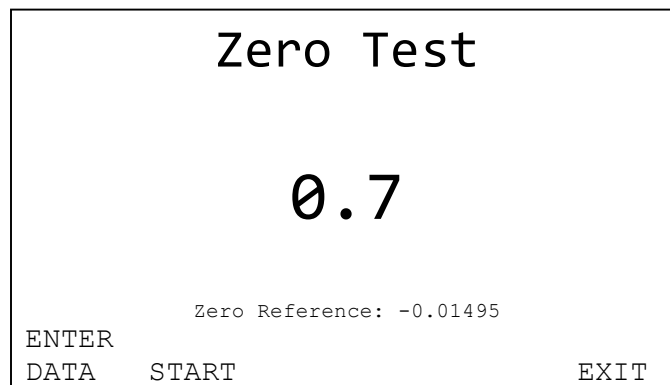 Zero Test
0.7
Zero Reference: -0.01495
ENTER
DATA START EXIT